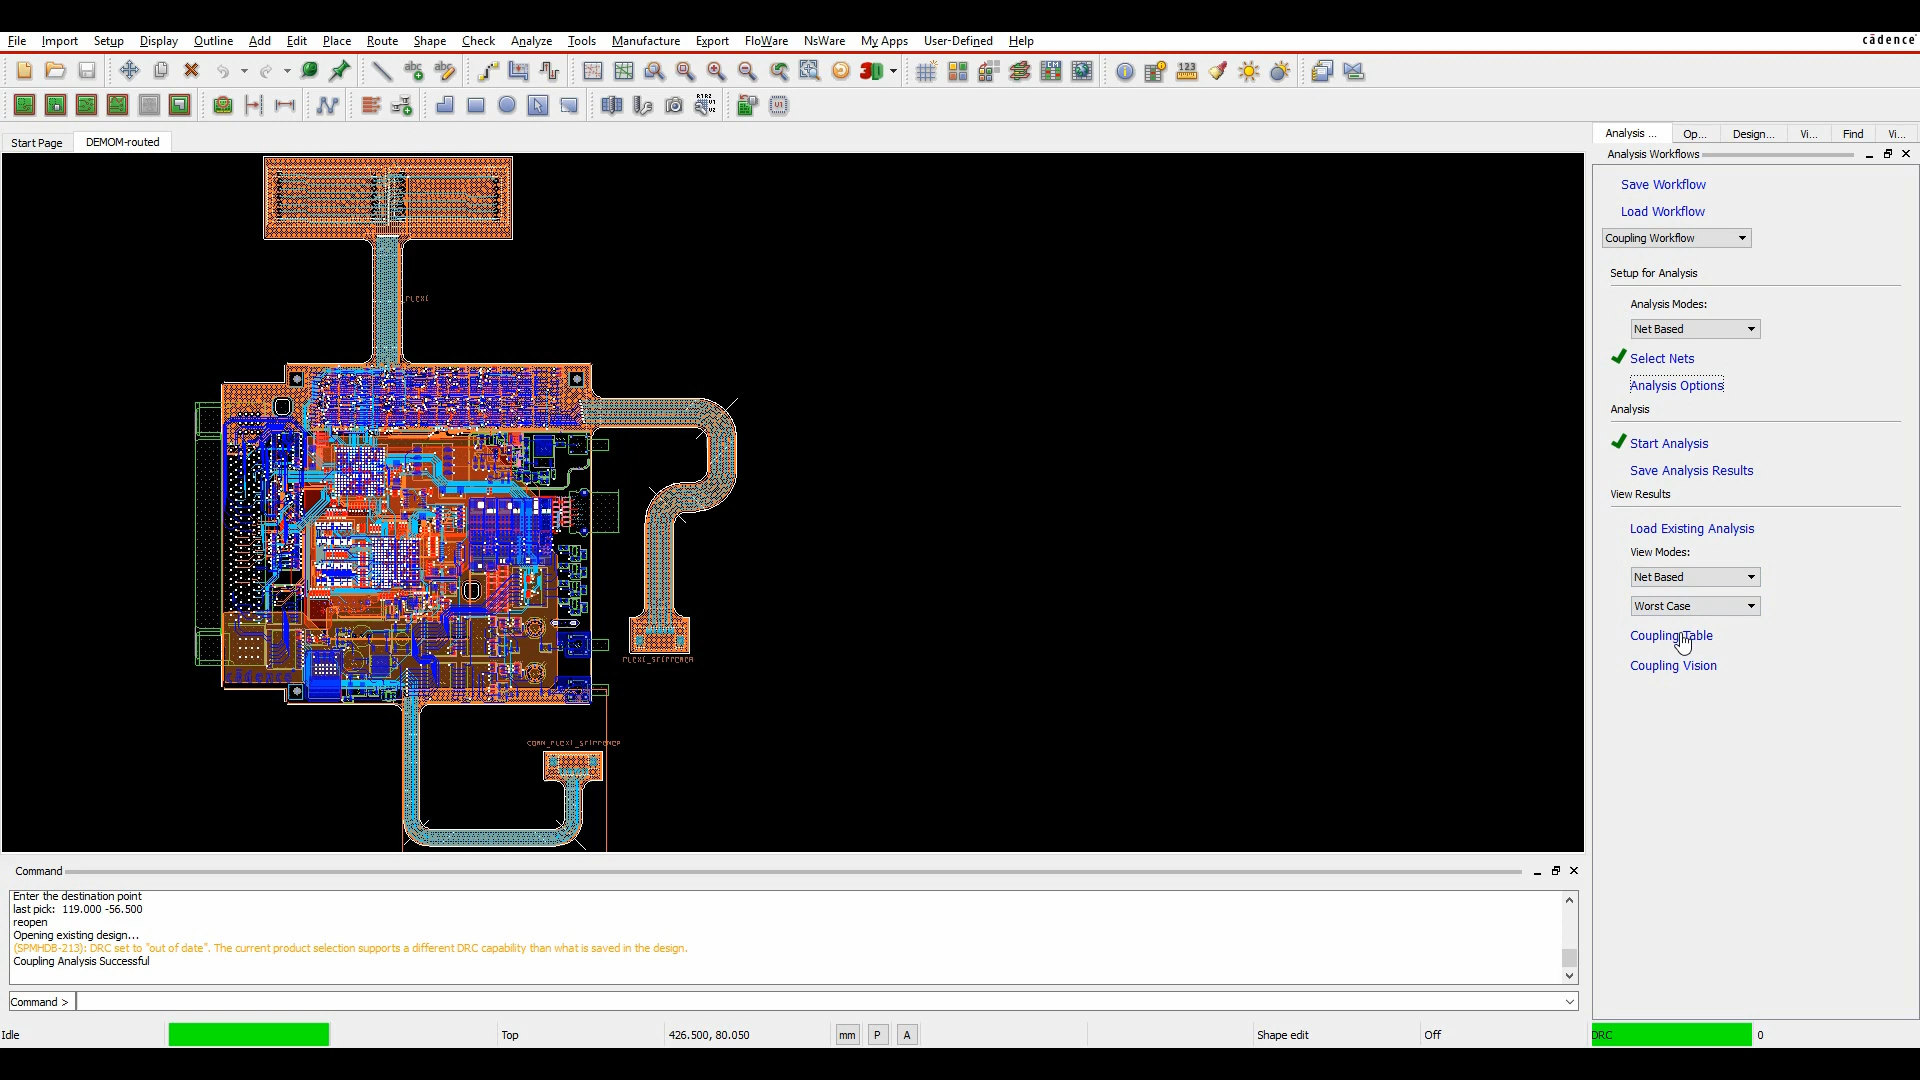 File Import Setup Display Outline Add Edit Place Route Shape Check Analyze Tools Manufacture Export FloWare NsWare My Apps User-Defined Help
cādence
Start Page DEMOM-routed
Analysis ... Op... Design... Vi... Find Vi...
Analysis Workflows
Save Workflow
Load Workflow
Coupling Workflow
Setup for Analysis
Analysis Modes:
Net Based
Select Nets
Analysis Options
Analysis
Start Analysis
Save Analysis Results
View Results
Load Existing Analysis
View Modes:
Net Based
Worst Case
Coupling Table
Coupling Vision
Command
Enter the destination point
last pick: 119.000 -56.500
reopen
Opening existing design...
(SPMHDB-213): DRC set to "out of date". The current product selection supports a different DRC capability than what is saved in the design.
Coupling Analysis Successful
Command >
Idle Top 426.500, 80.050 mm P A Shape edit Off DRC 0